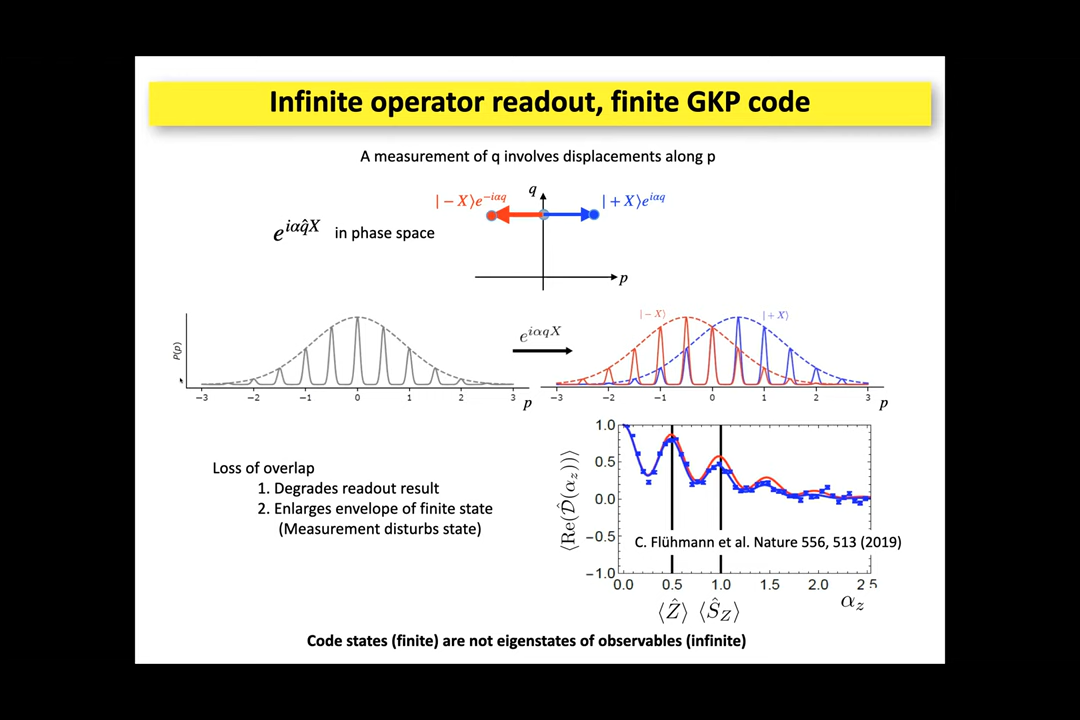 Infinite operator readout, finite GKP code
A measurement of q involves displacements along p
|−X⟩e^{−iαq} q |+X⟩e^{iαq}
e^{iαq̂X} in phase space
p
P(p)
|−X⟩ |+X⟩
e^{iαqX}
−3 −2 −1 0 1 2 3 p
−3 −2 −1 0 1 2 3 p
Loss of overlap
1. Degrades readout result
2. Enlarges envelope of finite state
(Measurement disturbs state)
⟨Re(D̂(α_z))⟩
1.0
0.5
0.0
−0.5
−1.0
C. Flühmann et al. Nature 556, 513 (2019)
0.0 0.5 1.0 1.5 2.0 2.5
⟨Ẑ⟩ ⟨Ŝ_Z⟩ α_z
Code states (finite) are not eigenstates of observables (infinite)